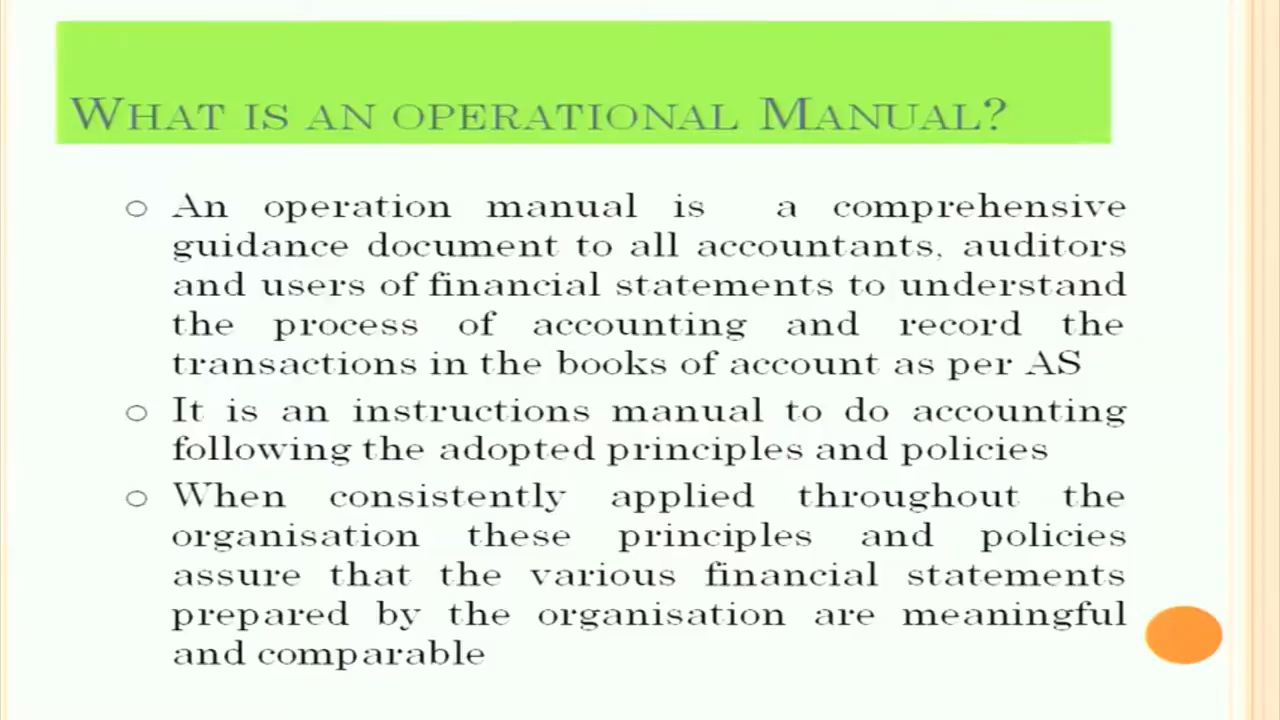 WHAT IS AN OPERATIONAL MANUAL?
An operation manual is a comprehensive
guidance document to all accountants, auditors
and users of financial statements to understand
the process of accounting and record the
transactions in the books of account as per AS
It is an instructions manual to do accounting
following the adopted principles and policies
When consistently applied throughout the
organisation these principles and policies
assure that the various financial statements
prepared by the organisation are meaningful
and comparable